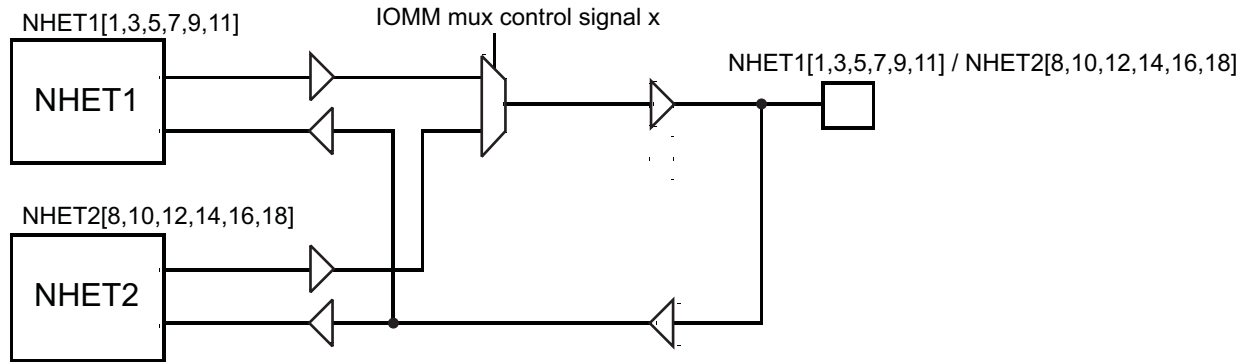 IOMM mux control signal x
NHET1[1,3,5,7,9,11]
NHET1[1,3,5,7,9,11] / NHET2[8,10,12,14,16,18]
NHET1
NHET2[8,10,12,14,16,18]
NHET2